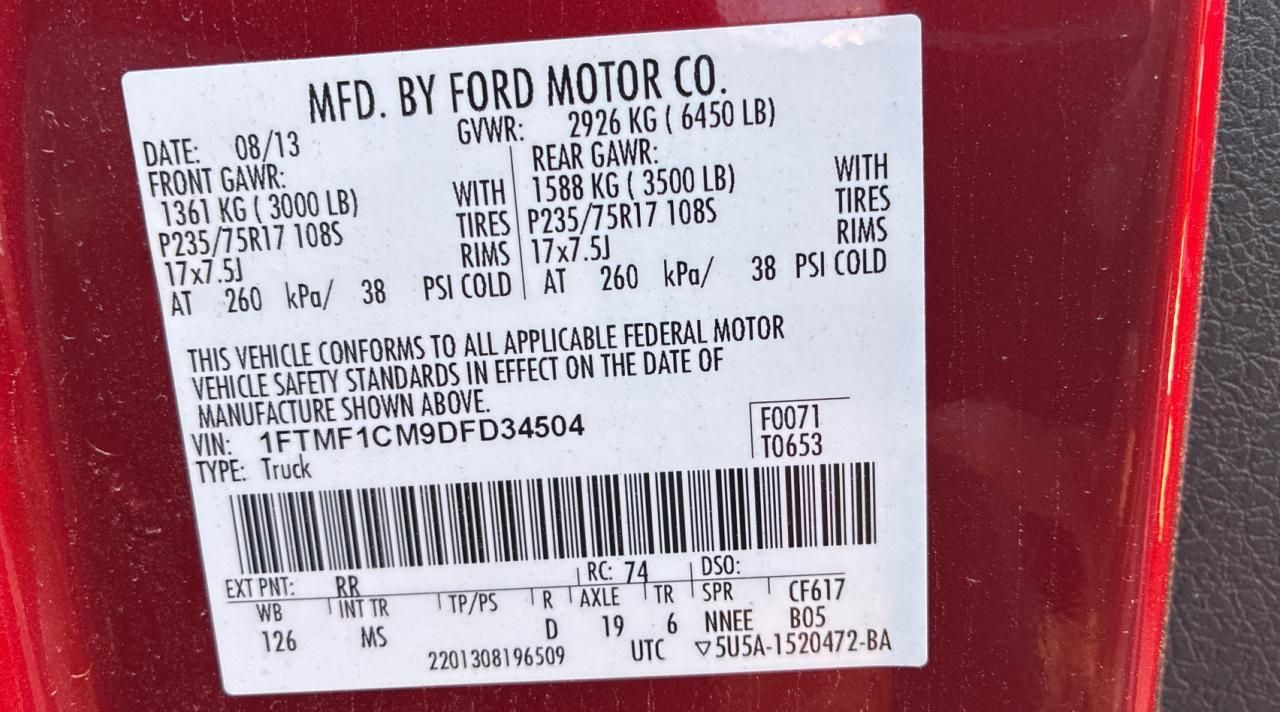 MFD. BY FORD MOTOR CO.
DATE: 08/13 GVWR: 2926 KG ( 6450 LB)
FRONT GAWR: REAR GAWR:
1361 KG ( 3000 LB) WITH 1588 KG ( 3500 LB) WITH
P235/75R17 108S TIRES P235/75R17 108S TIRES
17x7.5J RIMS 17x7.5J RIMS
AT 260 kPa/ 38 PSI COLD AT 260 kPa/ 38 PSI COLD
THIS VEHICLE CONFORMS TO ALL APPLICABLE FEDERAL MOTOR
VEHICLE SAFETY STANDARDS IN EFFECT ON THE DATE OF
MANUFACTURE SHOWN ABOVE.
VIN: 1FTMF1CM9DFD34504 F0071
TYPE: Truck T0653
EXT PNT: RR RC: 74 DSO:
WB INT TR TP/PS R AXLE TR SPR CF617
126 MS D 19 6 NNEE B05
2201308196509 UTC ▽5U5A-1520472-BA